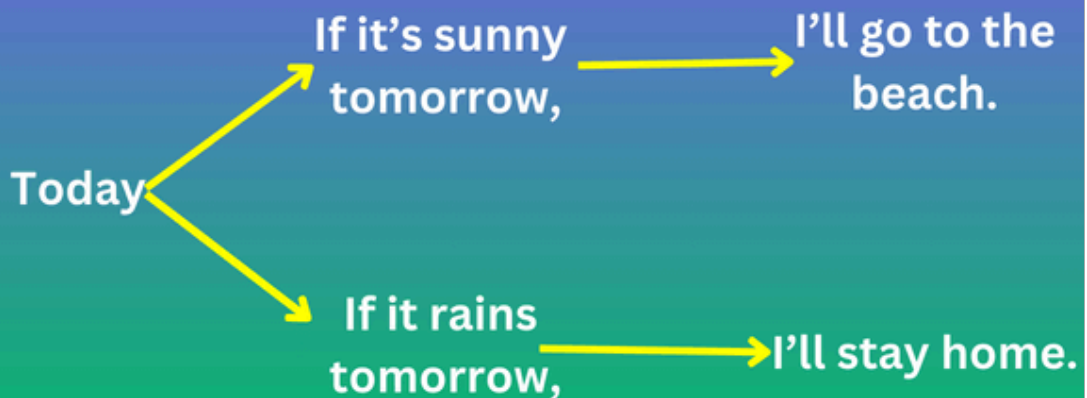 If it’s sunny
tomorrow,
I’ll go to the
beach.
Today
If it rains
tomorrow,
I’ll stay home.